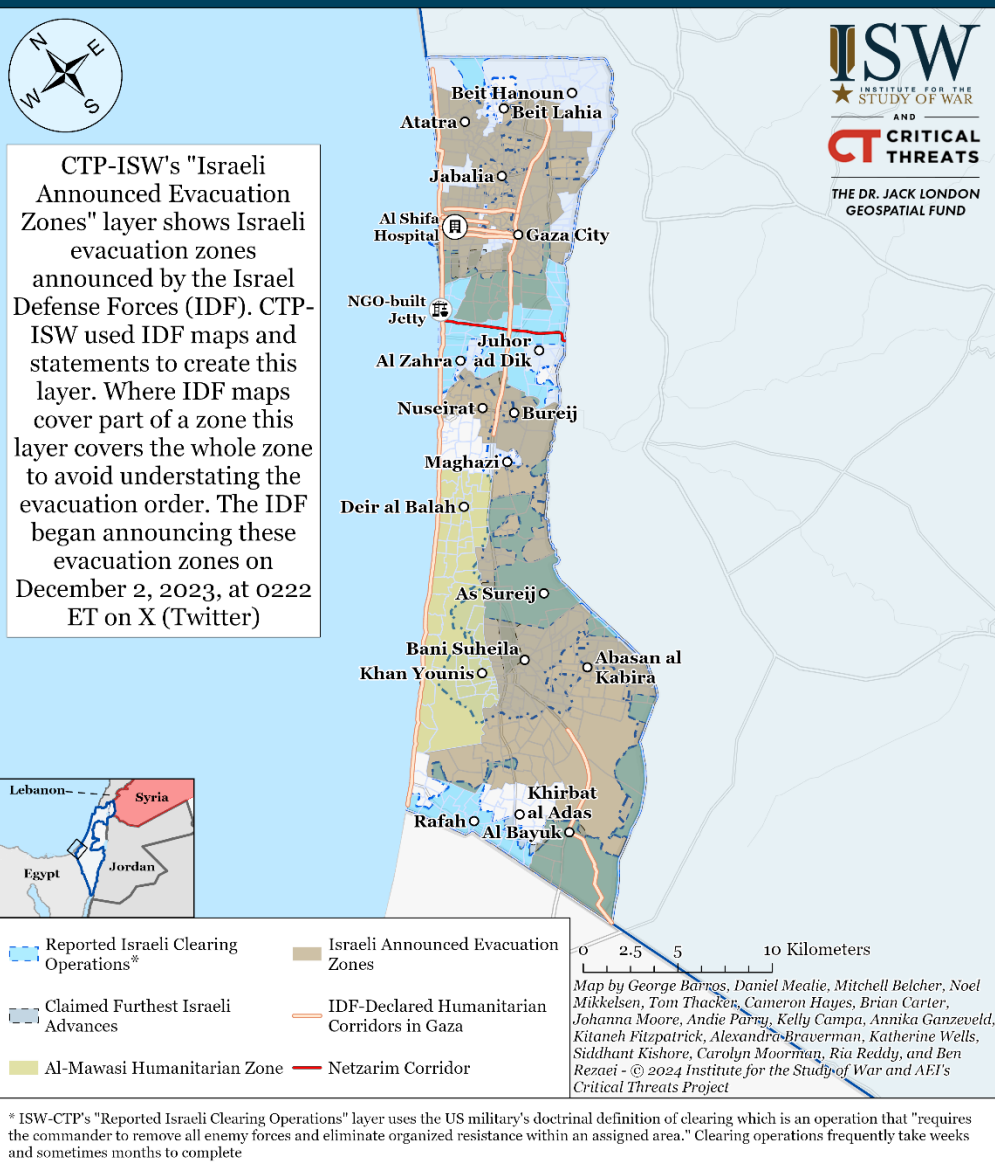 N
E
W
S
ISW
INSTITUTE FOR THE
STUDY OF WAR
AND
CT CRITICAL
THREATS
THE DR. JACK LONDON
GEOSPATIAL FUND
CTP-ISW's "Israeli
Announced Evacuation
Zones" layer shows Israeli
evacuation zones
announced by the Israel
Defense Forces (IDF). CTP-
ISW used IDF maps and
statements to create this
layer. Where IDF maps
cover part of a zone this
layer covers the whole zone
to avoid understating the
evacuation order. The IDF
began announcing these
evacuation zones on
December 2, 2023, at 0222
ET on X (Twitter)
Beit Hanoun
Beit Lahia
Atatra
Jabalia
Al Shifa
Hospital
Gaza City
NGO-built
Jetty
Juhor
ad Dik
Al Zahra
Nuseirat
Bureij
Maghazi
Deir al Balah
As Sureij
Bani Suheila
Abasan al
Kabira
Khan Younis
Khirbat
al Adas
Rafah
Al Bayuk
Lebanon
Syria
Jordan
Egypt
Reported Israeli Clearing
Operations*
Claimed Furthest Israeli
Advances
Al-Mawasi Humanitarian Zone
Israeli Announced Evacuation
Zones
IDF-Declared Humanitarian
Corridors in Gaza
Netzarim Corridor
0 2.5 5 10 Kilometers
Map by George Barros, Daniel Mealie, Mitchell Belcher, Noel
Mikkelsen, Tom Thacker, Cameron Hayes, Brian Carter,
Johanna Moore, Andie Parry, Kelly Campa, Annika Ganzeveld,
Kitaneh Fitzpatrick, Alexandra Braverman, Katherine Wells,
Siddhant Kishore, Carolyn Moorman, Ria Reddy, and Ben
Rezaei - © 2024 Institute for the Study of War and AEI's
Critical Threats Project
* ISW-CTP's "Reported Israeli Clearing Operations" layer uses the US military's doctrinal definition of clearing which is an operation that "requires
the commander to remove all enemy forces and eliminate organized resistance within an assigned area." Clearing operations frequently take weeks
and sometimes months to complete